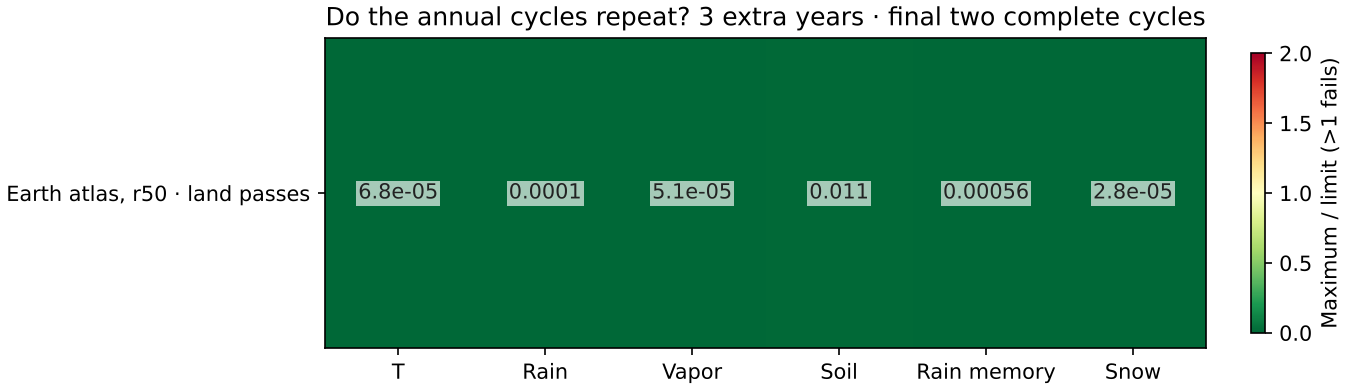 Do the annual cycles repeat? 3 extra years · final two complete cycles
Earth atlas, r50 · land passes
6.8e-05
0.0001
5.1e-05
0.011
0.00056
2.8e-05
T
Rain
Vapor
Soil
Rain memory
Snow
2.0
1.5
1.0
0.5
0.0
Maximum / limit (>1 fails)